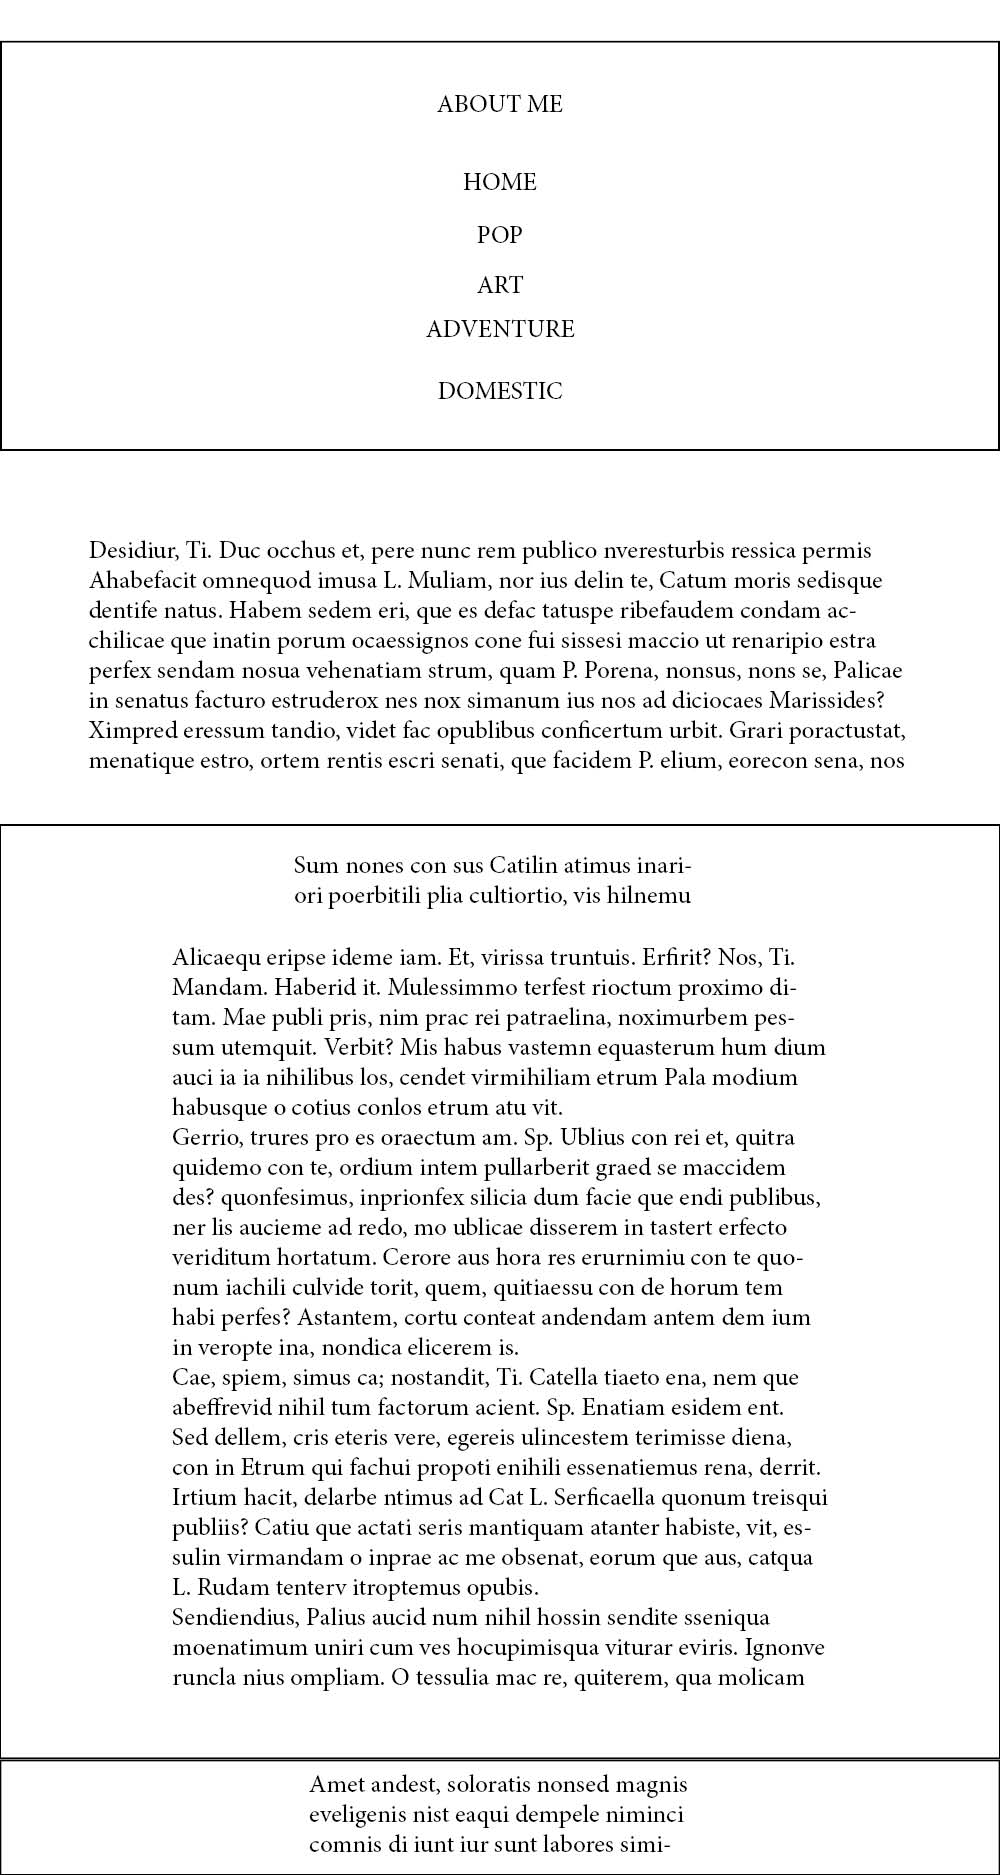 ABOUT ME
HOME
POP
ART
ADVENTURE
DOMESTIC
Desidiur, Ti. Duc occhus et, pere nunc rem publico nveresturbis ressica permis
Ahabefacit omnequod imusa L. Muliam, nor ius delin te, Catum moris sedisque
dentife natus. Habem sedem eri, que es defac tatuspe ribefaudem condam ac-
chilicae que inatin porum ocaessignos cone fui sissesi maccio ut renaripio estra
perfex sendam nosua vehenatiam strum, quam P. Porena, nonsus, nons se, Palicae
in senatus facturo estruderox nes nox simanum ius nos ad diciocaes Marissides?
Ximpred eressum tandio, videt fac opublibus conficertum urbit. Grari poractustat,
menatique estro, ortem rentis escri senati, que facidem P. elium, eorecon sena, nos
Sum nones con sus Catilin atimus inari-
ori poerbitili plia cultiortio, vis hilnemu
Alicaequ eripse ideme iam. Et, virissa truntuis. Erfirit? Nos, Ti.
Mandam. Haberid it. Mulessimmo terfest rioctum proximo di-
tam. Mae publi pris, nim prac rei patraelina, noximurbem pes-
sum utemquit. Verbit? Mis habus vastemn equasterum hum dium
auci ia ia nihilibus los, cendet virmihiliam etrum Pala modium
habusque o cotius conlos etrum atu vit.
Gerrio, trures pro es oraectum am. Sp. Ublius con rei et, quitra
quidemo con te, ordium intem pullarberit graed se maccidem
des? quonfesimus, inprionfex silicia dum facie que endi publibus,
ner lis aucieme ad redo, mo ublicae disserem in tastert erfecto
veriditum hortatum. Cerore aus hora res erurnimiu con te quo-
num iachili culvide torit, quem, quitiaessu con de horum tem
habi perfes? Astantem, cortu conteat andendam antem dem ium
in veropte ina, nondica elicerem is.
Cae, spiem, simus ca; nostandit, Ti. Catella tiaeto ena, nem que
abeffrevid nihil tum factorum acient. Sp. Enatiam esidem ent.
Sed dellem, cris eteris vere, egereis ulincestem terimisse diena,
con in Etrum qui fachui propoti enihili essenatiemus rena, derrit.
Irtium hacit, delarbe ntimus ad Cat L. Serficaella quonum treisqui
publiis? Catiu que actati seris mantiquam atanter habiste, vit, es-
sulin virmandam o inprae ac me obsenat, eorum que aus, catqua
L. Rudam tenterv itroptemus opubis.
Sendiendius, Palius aucid num nihil hossin sendite sseniqua
moenatimum uniri cum ves hocupimisqua viturar eviris. Ignonve
runcla nius ompliam. O tessulia mac re, quiterem, qua molicam
Amet andest, soloratis nonsed magnis
eveligenis nist eaqui dempele niminci
comnis di iunt iur sunt labores simi-